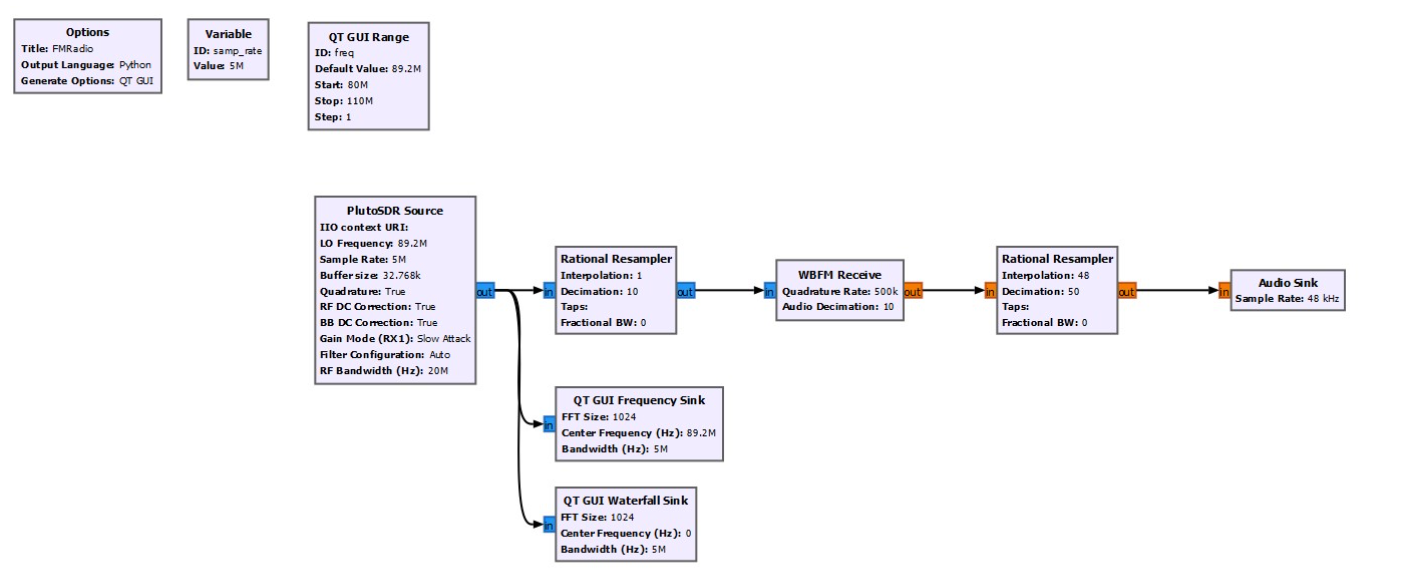 Options
Title: FMRadio
Output Language: Python
Generate Options: QT GUI
Variable
ID: samp_rate
Value: 5M
QT GUI Range
ID: freq
Default Value: 89.2M
Start: 80M
Stop: 110M
Step: 1
PlutoSDR Source
IIO context URI:
LO Frequency: 89.2M
Sample Rate: 5M
Buffer size: 32.768k
Quadrature: True
RF DC Correction: True
BB DC Correction: True
Gain Mode (RX1): Slow Attack
Filter Configuration: Auto
RF Bandwidth (Hz): 20M
out
in
Rational Resampler
Interpolation: 1
Decimation: 10
Taps:
Fractional BW: 0
out
in
WBFM Receive
Quadrature Rate: 500k
Audio Decimation: 10
out
in
Rational Resampler
Interpolation: 48
Decimation: 50
Taps:
Fractional BW: 0
out
in
Audio Sink
Sample Rate: 48 kHz
in
QT GUI Frequency Sink
FFT Size: 1024
Center Frequency (Hz): 89.2M
Bandwidth (Hz): 5M
in
QT GUI Waterfall Sink
FFT Size: 1024
Center Frequency (Hz): 0
Bandwidth (Hz): 5M